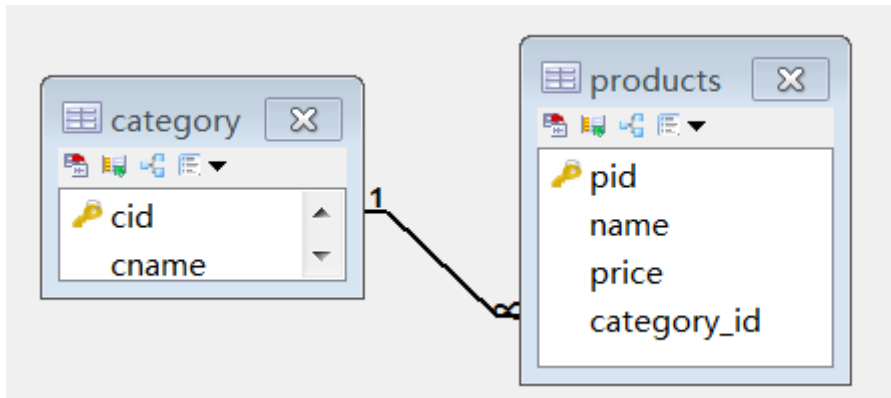 category
cid
cname
1
∞
products
pid
name
price
category_id